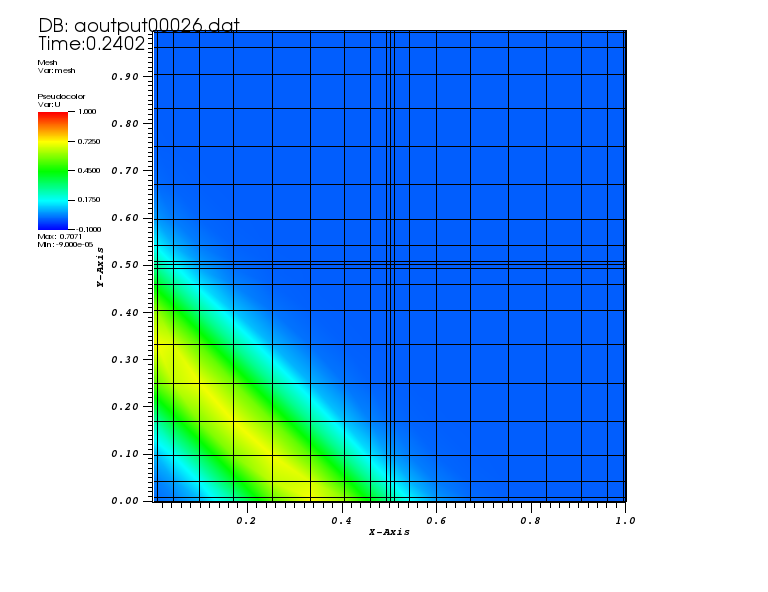 DB: aoutput00026.dat
Time:0.2402
Mesh
Var: mesh
Pseudocolor
Var: U
1.000
0.7250
0.4500
0.1750
-0.1000
Max: 0.7071
Min: -9.000e-05
Y-Axis
0.90
0.80
0.70
0.60
0.50
0.40
0.30
0.20
0.10
0.00
0.2 0.4 0.6 0.8 1.0
X-Axis